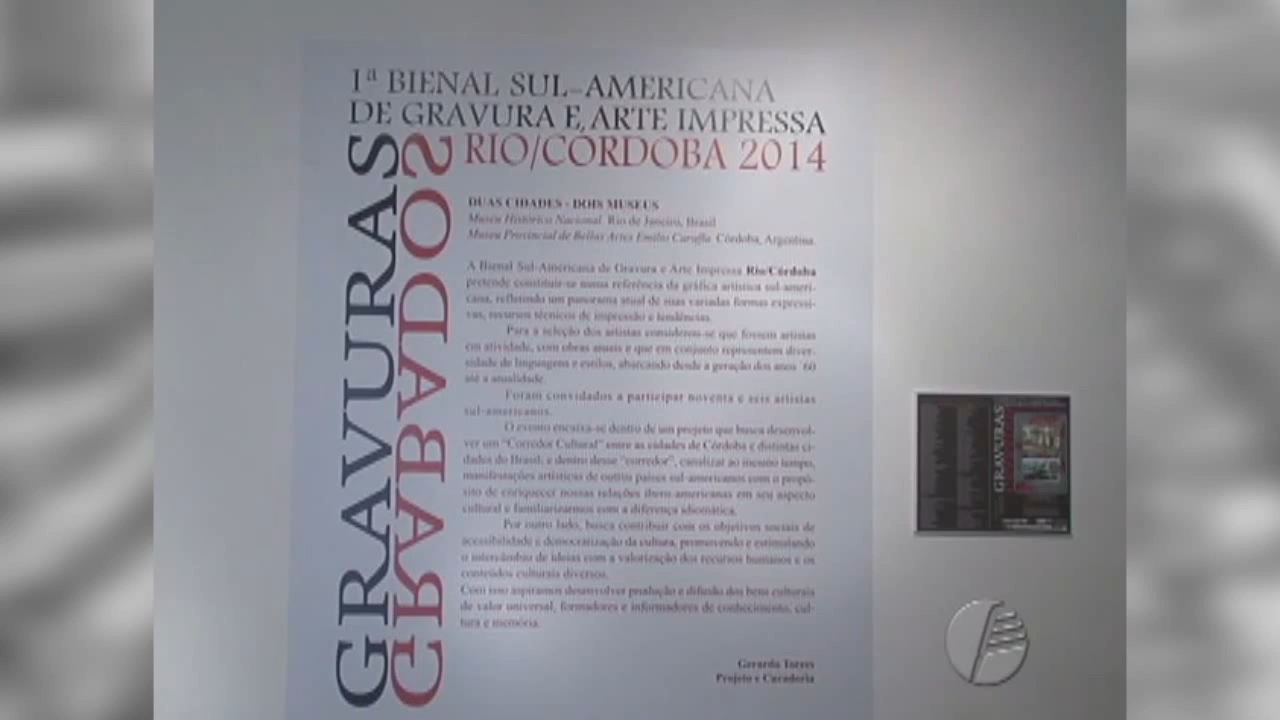 1ª BIENAL SUL-AMERICANA
DE GRAVURA E ARTE IMPRESSA
RIO/CÓRDOBA 2014
GRAVURAS
GRABADOS
DUAS CIDADES - DOIS MUSEUS
Museu Histórico Nacional. Rio de Janeiro, Brasil
Museu Provincial de Bellas Artes Emilio Caraffa. Córdoba, Argentina.
A Bienal Sul-Americana de Gravura e Arte Impressa Rio/Córdoba
pretende constituir-se numa referência da gráfica artística sul-ameri-
cana, refletindo um panorama atual de suas variadas formas expressi-
vas, recursos técnicos de impressão e tendências.
Para a seleção dos artistas considerou-se que fossem artistas
em atividade, com obras atuais e que em conjunto representem diver-
sidade de linguagens e estilos, abarcando desde a geração dos anos ´60
até a atualidade.
Foram convidados a participar noventa e seis artistas
sul-americanos.
O evento encaixa-se dentro de um projeto que busca desenvol-
ver um "Corredor Cultural" entre as cidades de Córdoba e distintas ci-
dades do Brasil; e dentro desse "corredor", canalizar ao mesmo tempo,
manifestações artísticas de outros países sul-americanos com o propó-
sito de enriquecer nossas relações ibero-americanas em seu aspecto
cultural e familiarizarmos com a diferença idiomática.
Por outro lado, busca contribuir com os objetivos sociais de
acessibilidade e democratização da cultura, promovendo e estimulando
o intercâmbio de ideias com a valorização dos recursos humanos e os
conteúdos culturais diversos.
Com isso aspiramos desenvolver produção e difusão dos bens culturais
de valor universal, formadores e informadores de conhecimento, cul-
tura e memória.
Gerardo Torres
Projeto e Curadoria
GRAVURAS